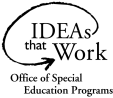 IDEAs
that Work
Office of Special
Education Programs